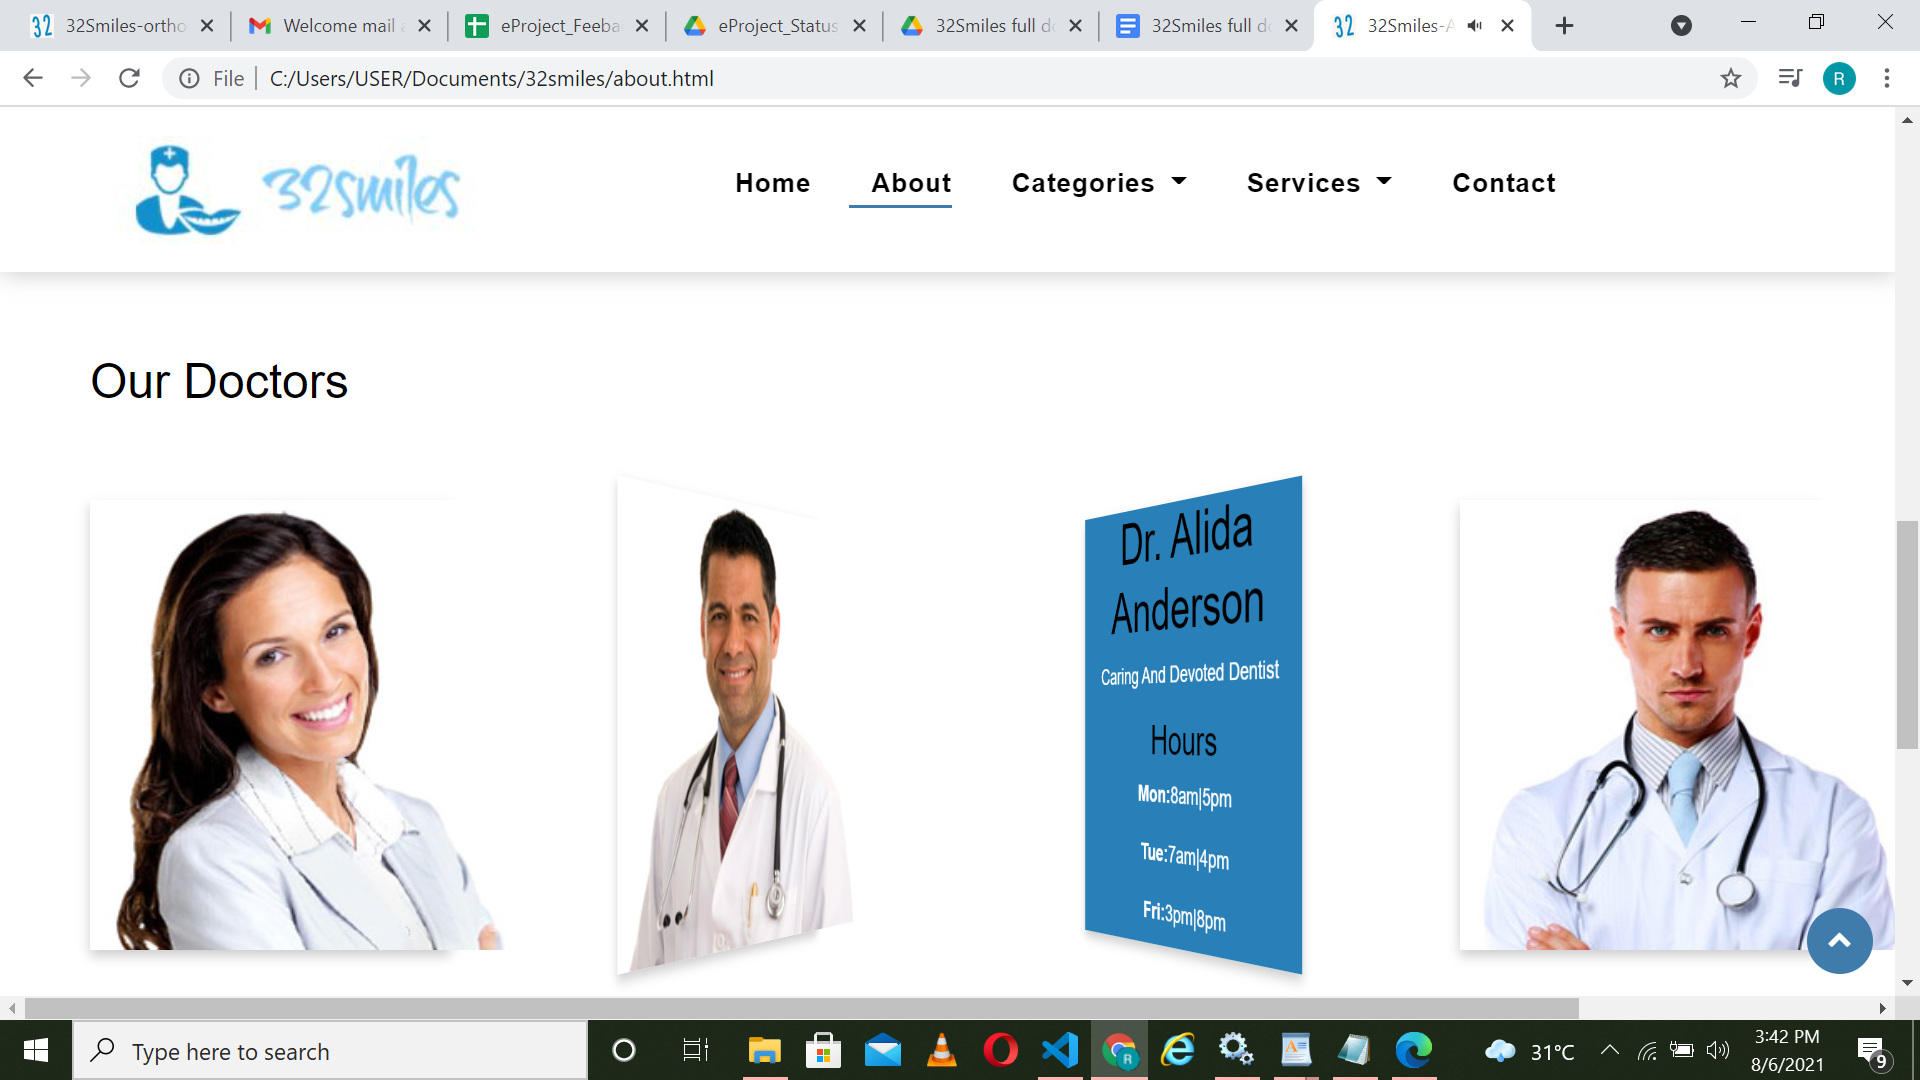 32Smiles-ortho
Welcome mail a
eProject_Feeba
eProject_Status
32Smiles full do
32Smiles full do
32Smiles-A
File
C:/Users/USER/Documents/32smiles/about.html
R
32smiles
Home
About
Categories
Services
Contact
Our Doctors
Dr. Alida
Anderson
Caring And Devoted Dentist
Hours
Mon:8am|5pm
Tue:7am|4pm
Fri:3pm|8pm
Type here to search
31°C
3:42 PM
8/6/2021
9